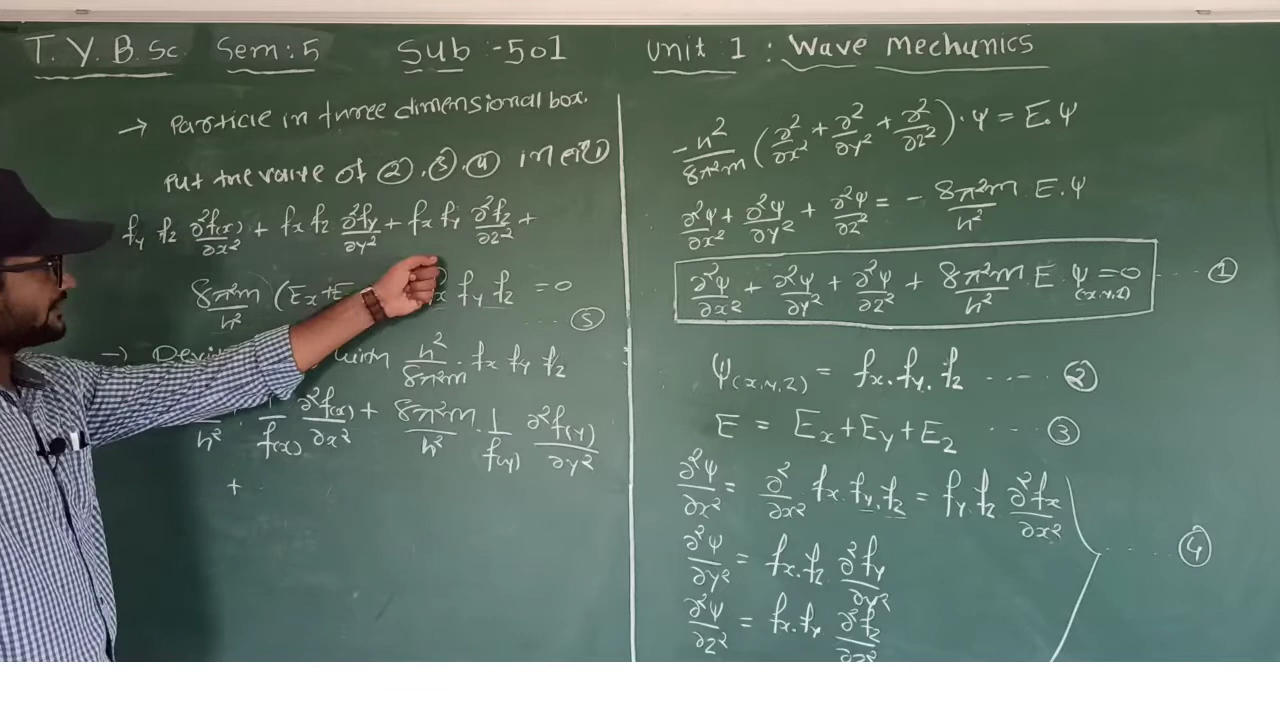 T.Y.B.Sc. Sem:5 Sub:-501 Unit 1 : Wave Mechanics
→ Particle in three dimensional box.
Put the value of ②.③.④ in eq①
fy fz ∂²f(x)/∂x² + fx fz ∂²fy/∂y² + fx fy ∂²fz/∂z² +
8π²m/h² (Ex+E fy fz = 0
.... ⑤
→ with h²/8π²m . fx fy fz
h² . 1/f(x) ∂²f(x)/∂x² + 8π²m/h² . 1/f(y) ∂²f(y)/∂y²
+
-h²/8π²m (∂²/∂x² + ∂²/∂y² + ∂²/∂z²) . Ψ = E.Ψ
∂²Ψ/∂x² + ∂²Ψ/∂y² + ∂²Ψ/∂z² = - 8π²m/h² E.Ψ
∂²Ψ/∂x² + ∂²Ψ/∂y² + ∂²Ψ/∂z² + 8π²m/h² E.Ψ(x,y,z) = 0 .... ①
Ψ(x,y,z) = fx. fy. fz .... ②
E = Ex+Ey+Ez .... ③
∂²Ψ/∂x² = ∂²/∂x² fx. fy. fz = fy. fz ∂²fx/∂x²
∂²Ψ/∂y² = fx. fz ∂²fy/∂y² ..... ④
∂²Ψ/∂z² = fx. fy ∂²fz/∂z²